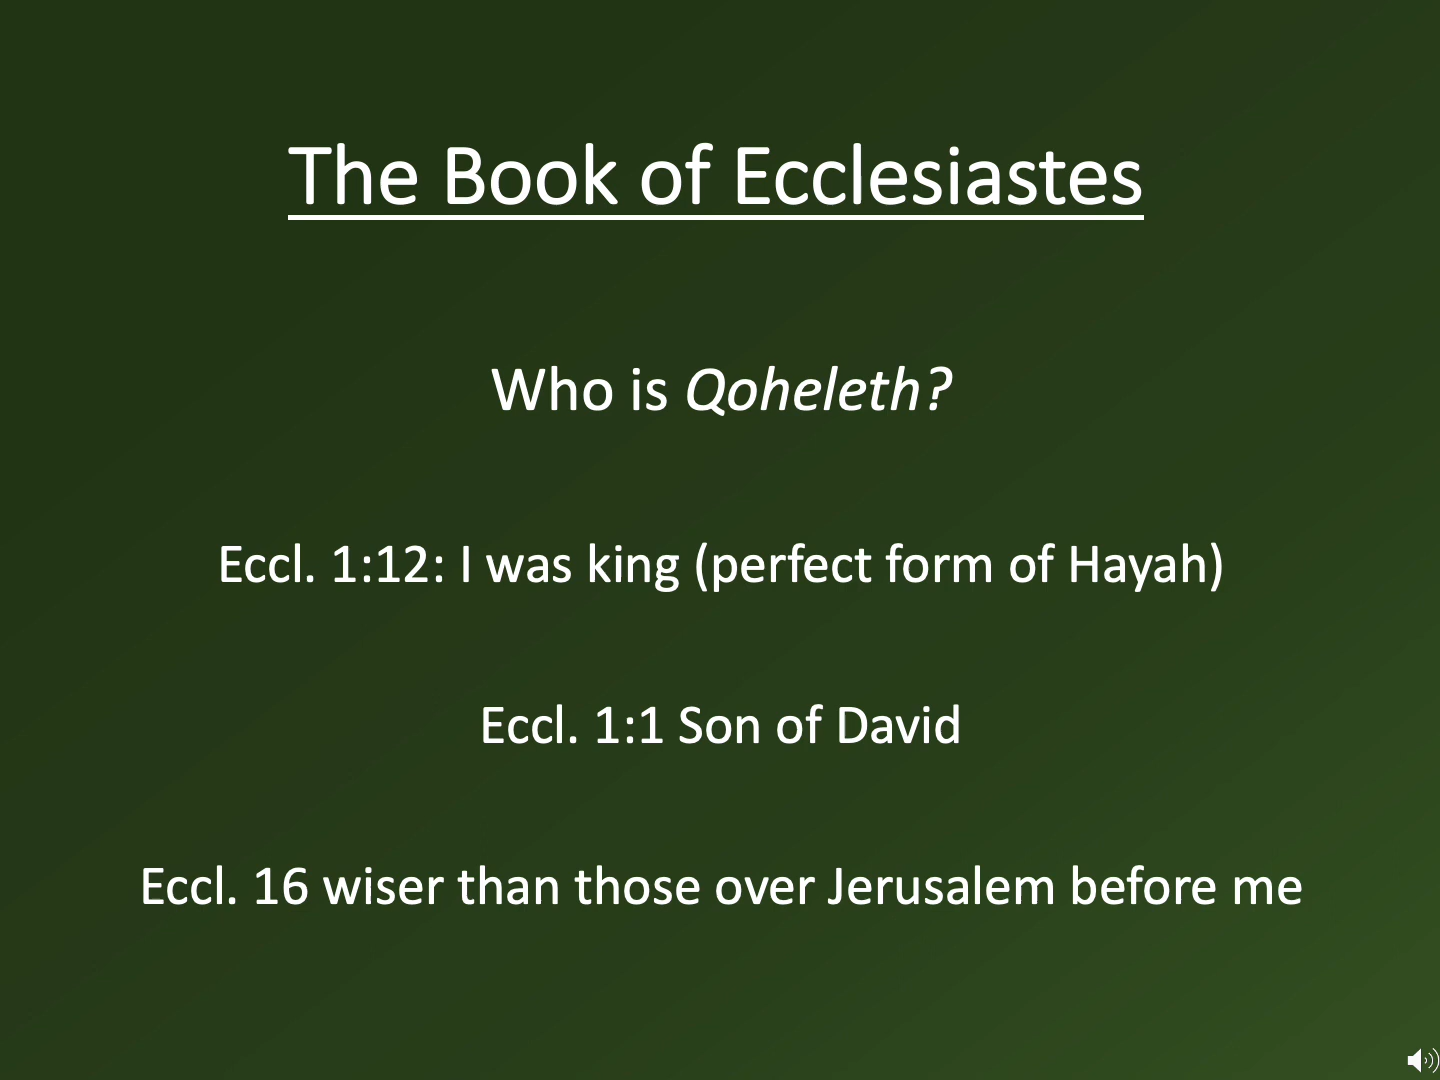 The Book of Ecclesiastes
Who is Qoheleth?
Eccl. 1:12: I was king (perfect form of Hayah)
Eccl. 1:1 Son of David
Eccl. 16 wiser than those over Jerusalem before me